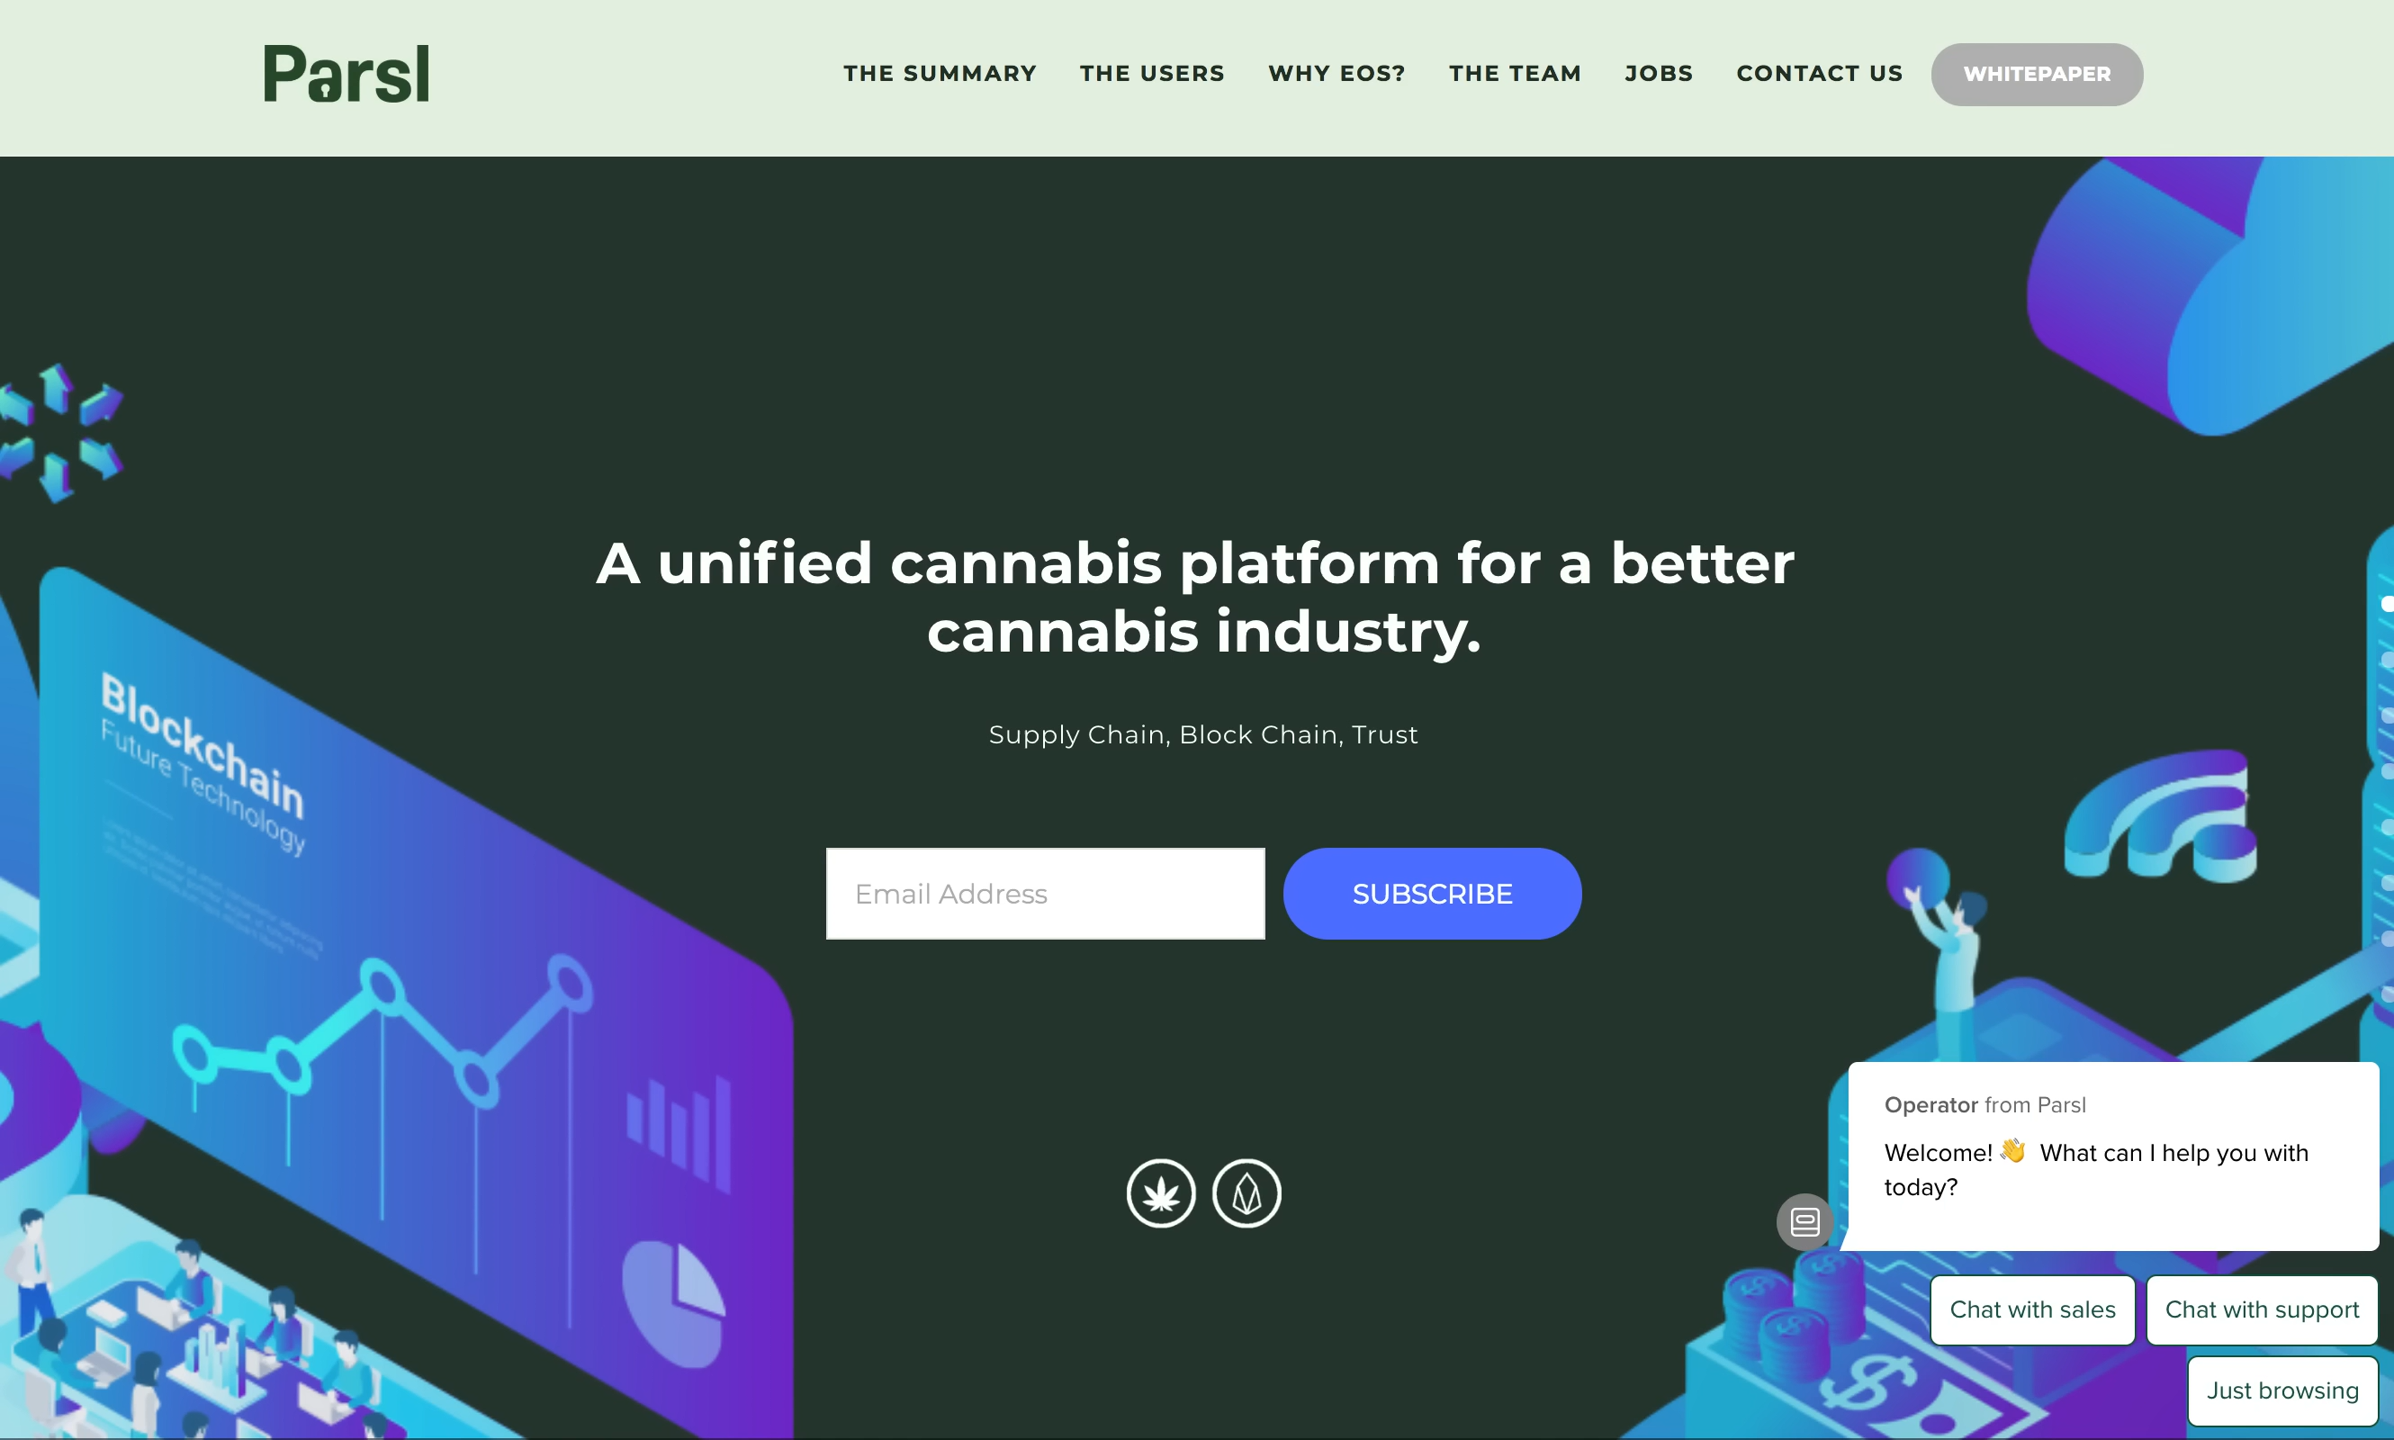 Parsl
THE SUMMARY
THE USERS
WHY EOS?
THE TEAM
JOBS
CONTACT US
WHITEPAPER
A unified cannabis platform for a better
cannabis industry.
Supply Chain, Block Chain, Trust
Email Address
SUBSCRIBE
Blockchain
Future Technology
Operator from Parsl
Welcome! 👋 What can I help you with
today?
Chat with sales
Chat with support
Just browsing